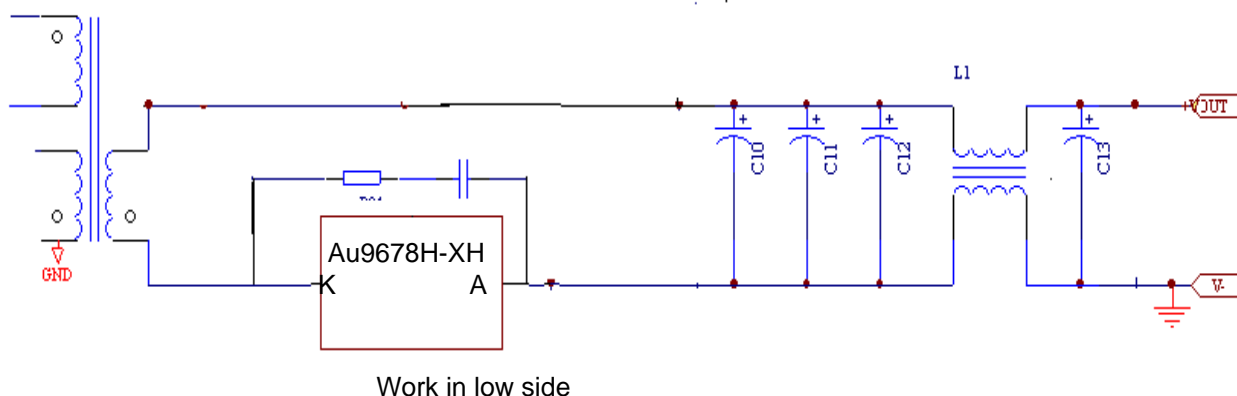 L1
+VOUT
C10
C11
C12
C13
Au9678H-XH
K A
GND
V-
Work in low side